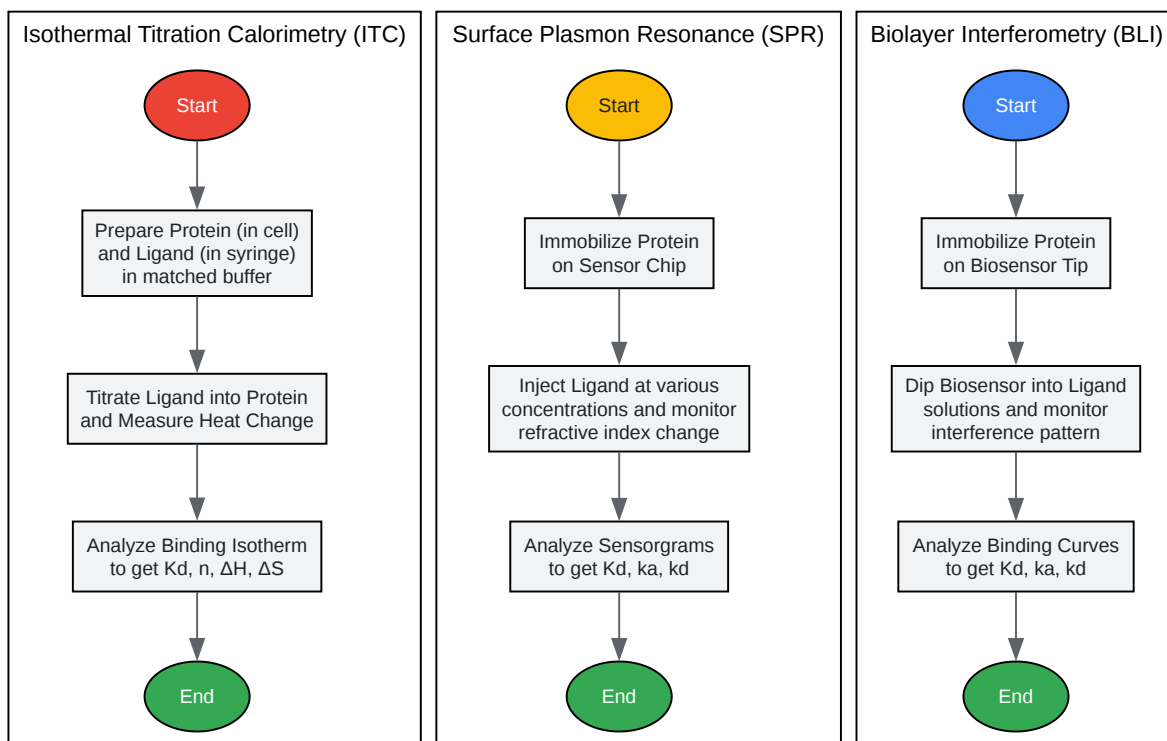 Isothermal Titration Calorimetry (ITC)
Start
Prepare Protein (in cell)
and Ligand (in syringe)
in matched buffer
Titrate Ligand into Protein
and Measure Heat Change
Analyze Binding Isotherm
to get Kd, n, ΔH, ΔS
End
Surface Plasmon Resonance (SPR)
Start
Immobilize Protein
on Sensor Chip
Inject Ligand at various
concentrations and monitor
refractive index change
Analyze Sensorgrams
to get Kd, ka, kd
End
Biolayer Interferometry (BLI)
Start
Immobilize Protein
on Biosensor Tip
Dip Biosensor into Ligand
solutions and monitor
interference pattern
Analyze Binding Curves
to get Kd, ka, kd
End